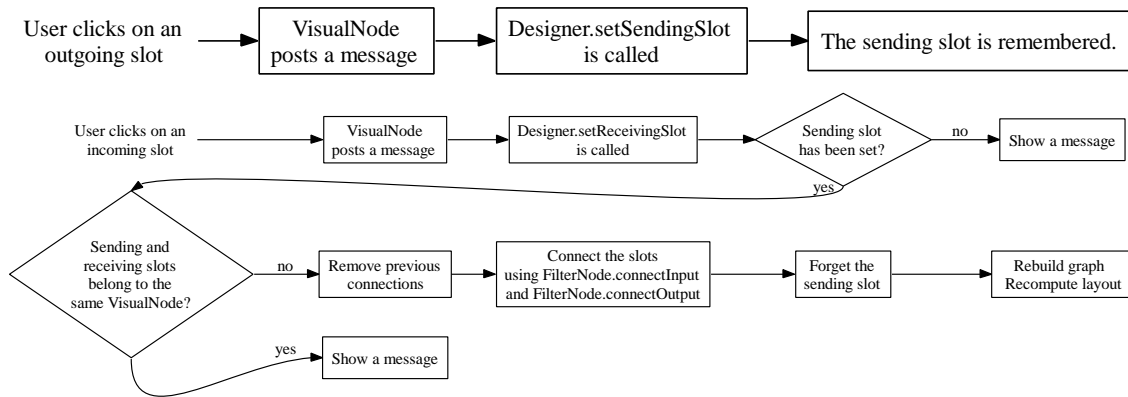 User clicks on an
outgoing slot
VisualNode
posts a message
Designer.setSendingSlot
is called
The sending slot is remembered.
User clicks on an
incoming slot
VisualNode
posts a message
Designer.setReceivingSlot
is called
Sending slot
has been set?
no
Show a message
yes
Sending and
receiving slots
belong to the
same VisualNode?
no
Remove previous
connections
Connect the slots
using FilterNode.connectInput
and FilterNode.connectOutput
Forget the
sending slot
Rebuild graph
Recompute layout
yes
Show a message